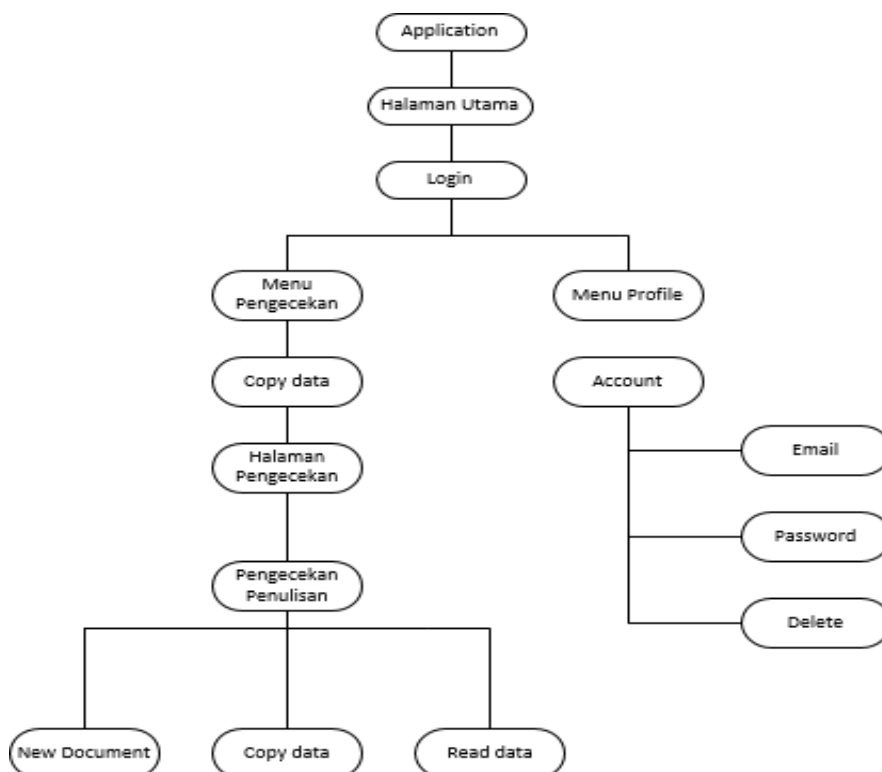 Application
Halaman Utama
Login
Menu
Pengecekan
Menu Profile
Copy data
Account
Halaman
Pengecekan
Email
Password
Pengecekan
Penulisan
Delete
New Document
Copy data
Read data